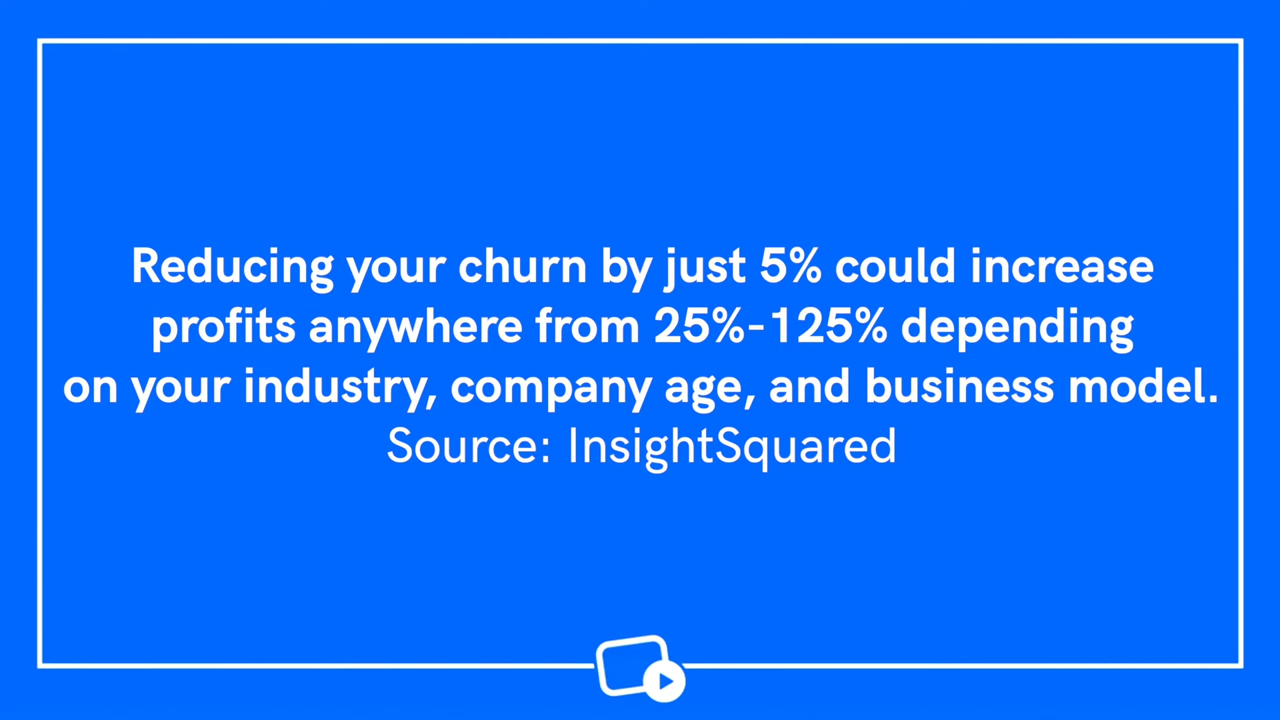 Reducing your churn by just 5% could increase
profits anywhere from 25%-125% depending
on your industry, company age, and business model.
Source: InsightSquared